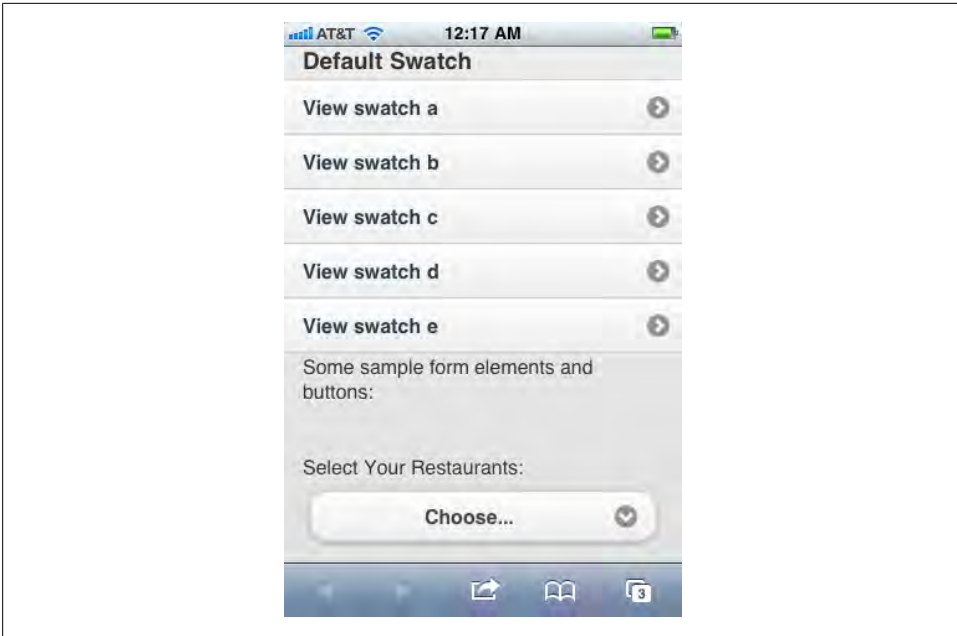 AT&T 12:17 AM
Default Swatch
View swatch a
View swatch b
View swatch c
View swatch d
View swatch e
Some sample form elements and
buttons:
Select Your Restaurants:
Choose...
3